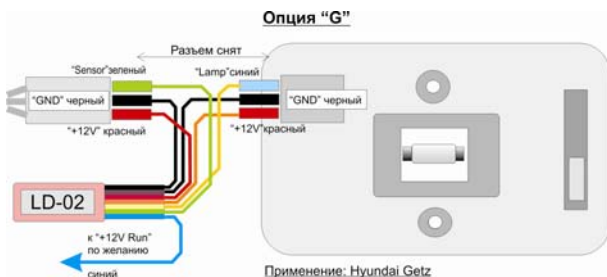 Опция “G”
Разъем снят
“Sensor”зеленый
“Lamp”синий
“GND” черный
“GND” черный
“+12V” красный
“+12V”красный
LD-02
к “+12V Run”
по желанию
синий
Применение: Hyundai Getz